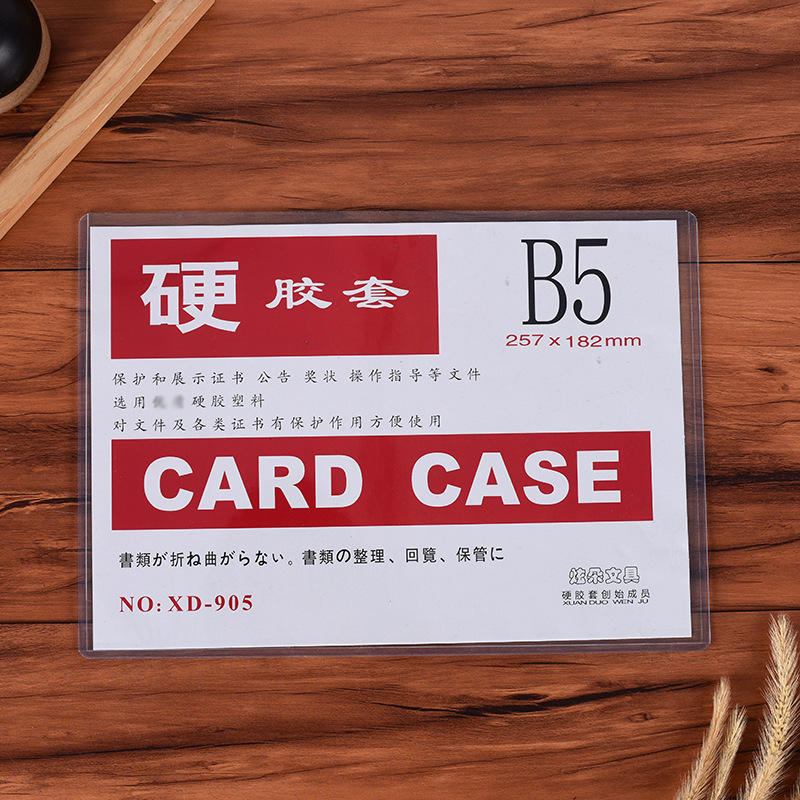 硬 胶套
B5
257 x 182mm
保护和展示证书 公告 奖状 操作指导等文件
选用 硬胶塑料
对文件及各类证书有保护作用方便使用
CARD CASE
書類が折ね曲がらない。書類の整理、回覽、保管に
NO: XD-905
炫朵文具
硬胶套创始成员
XUAN DUO WEN JU